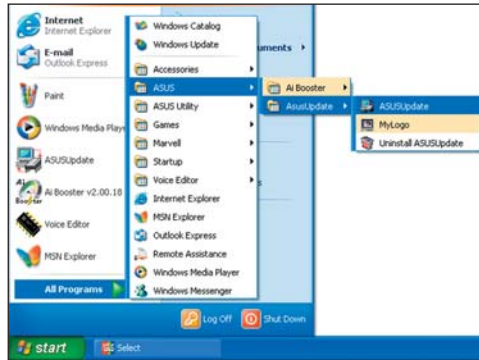 Internet
Internet Explorer
E-mail
Outlook Express
Paint
Windows Media Playe
ASUSUpdate
Ai Booster v2.00.18
Voice Editor
MSN Explorer
All Programs
Windows Catalog
Windows Update
Accessories
ASUS
ASUS Utility
Games
Marvell
Startup
Voice Editor
Internet Explorer
MSN Explorer
Outlook Express
Remote Assistance
Windows Media Player
Windows Messenger
uments
s
Ai Booster
AsusUpdate
ASUSUpdate
MyLogo
Uninstall ASUSUpdate
Log Off
Shut Down
start
Select